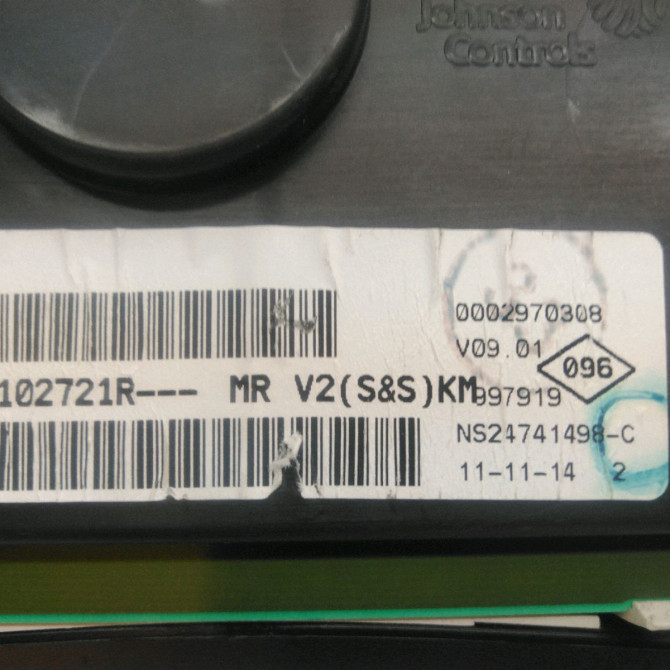 Johnson
Controls
0002970308
V09.01
096
102721R--- MR V2(S&S)KM
997919
NS24741498-C
11-11-14 2